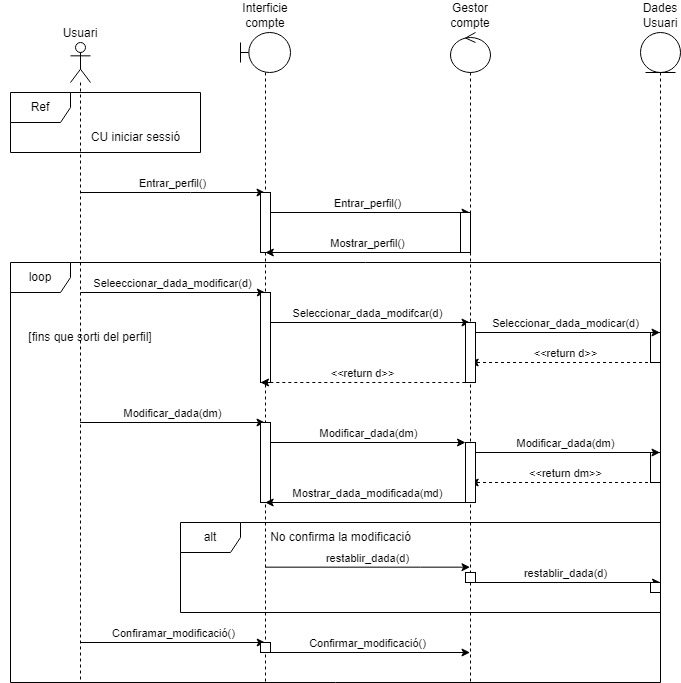 Interfície
compte
Gestor
compte
Dades
Usuari
Usuari
Ref
CU iniciar sessió
Entrar_perfil()
Entrar_perfil()
Mostrar_perfil()
loop
Seleeccionar_dada_modificar(d)
Seleccionar_dada_modifcar(d)
Seleccionar_dada_modicar(d)
[fins que sorti del perfil]
<<return d>>
<<return d>>
Modificar_dada(dm)
Modificar_dada(dm)
Modificar_dada(dm)
<<return dm>>
Mostrar_dada_modificada(md)
alt
No confirma la modificació
restablir_dada(d)
restablir_dada(d)
Confiramar_modificació()
Confirmar_modificació()